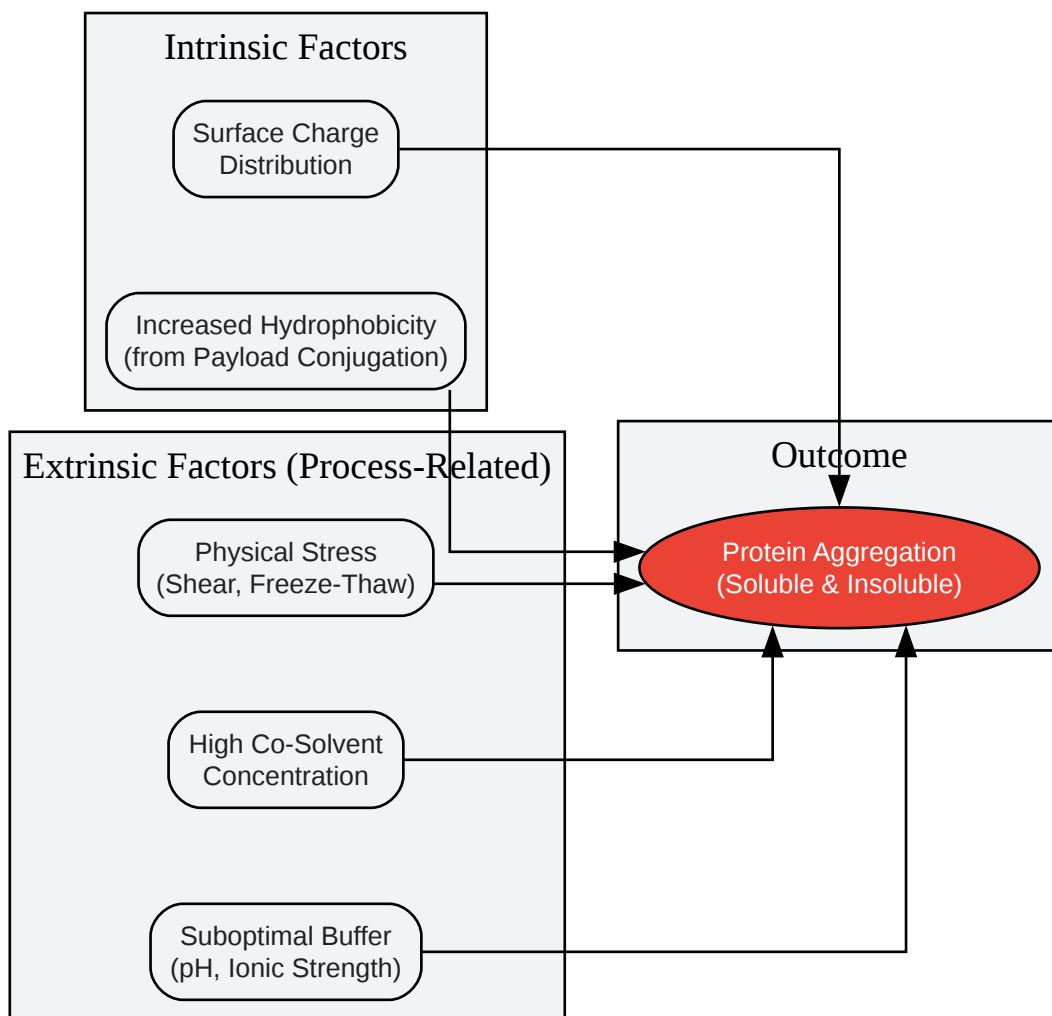 Intrinsic Factors
Surface Charge
Distribution
Increased Hydrophobicity
(from Payload Conjugation)
Extrinsic Factors (Process-Related)
Physical Stress
(Shear, Freeze-Thaw)
High Co-Solvent
Concentration
Suboptimal Buffer
(pH, Ionic Strength)
Outcome
Protein Aggregation
(Soluble & Insoluble)